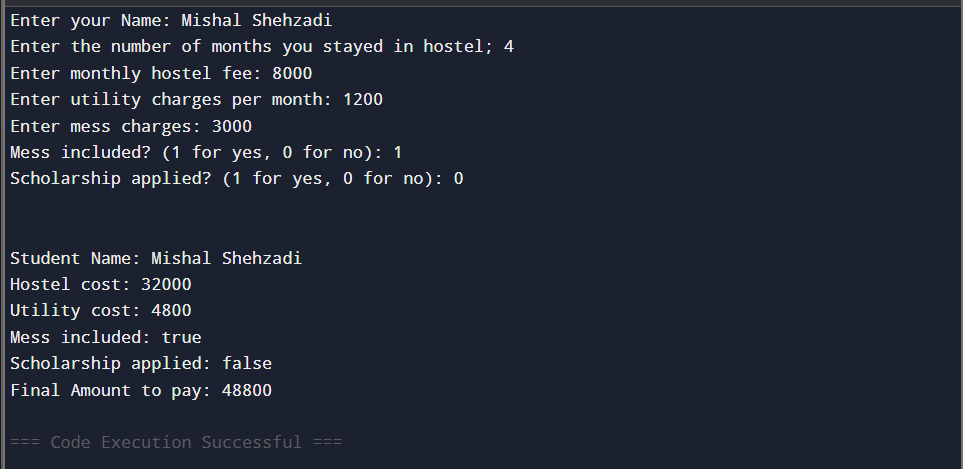 Enter your Name: Mishal Shehzadi
Enter the number of months you stayed in hostel; 4
Enter monthly hostel fee: 8000
Enter utility charges per month: 1200
Enter mess charges: 3000
Mess included? (1 for yes, 0 for no): 1
Scholarship applied? (1 for yes, 0 for no): 0
Student Name: Mishal Shehzadi
Hostel cost: 32000
Utility cost: 4800
Mess included: true
Scholarship applied: false
Final Amount to pay: 48800
=== Code Execution Successful ===